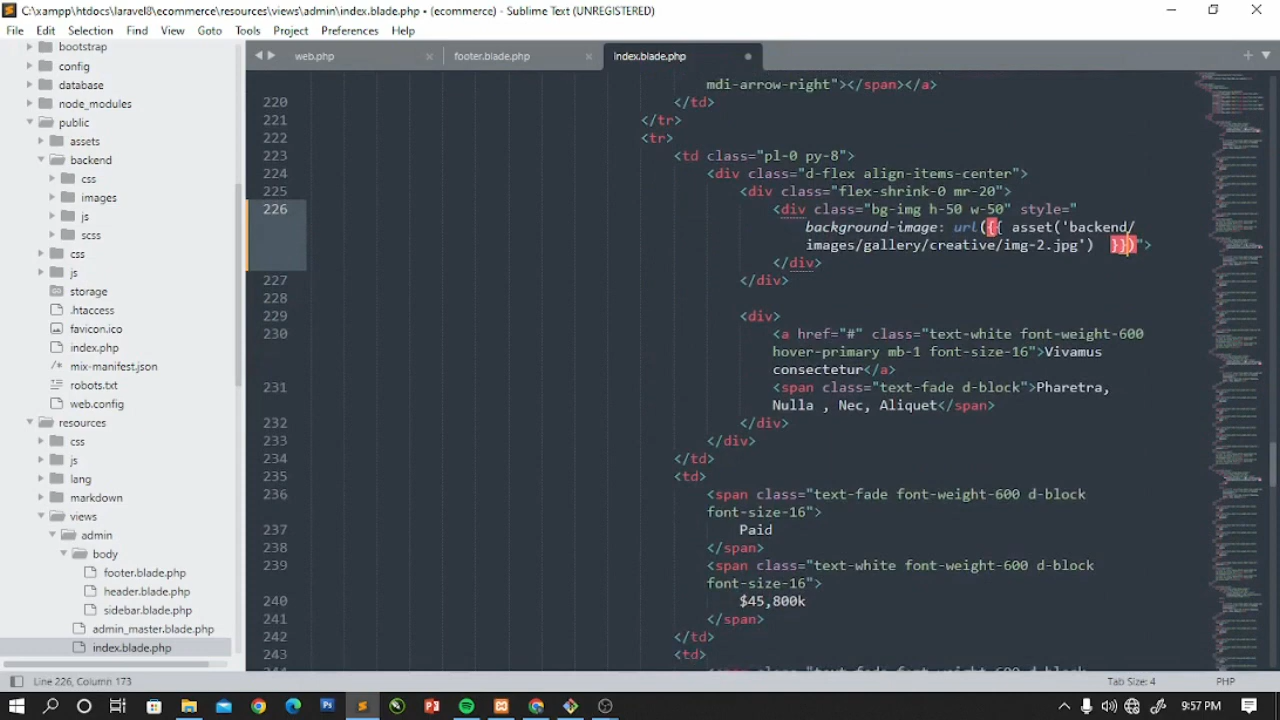 C:\xampp\htdocs\laravel8\ecommerce\resources\views\admin\index.blade.php • (ecommerce) - Sublime Text (UNREGISTERED)
File Edit Selection Find View Goto Tools Project Preferences Help
web.php footer.blade.php index.blade.php
bootstrap
config
database
node_modules
public
assets
backend
css
images
js
scss
css
js
storage
.htaccess
favicon.ico
index.php
mix-manifest.json
robots.txt
web.config
resources
css
js
lang
markdown
views
admin
body
footer.blade.php
header.blade.php
sidebar.blade.php
admin_master.blade.php
index.blade.php
mdi-arrow-right"></span></a>
220 </td>
221 </tr>
222 <tr>
223 <td class="pl-0 py-8">
224 <div class="d-flex align-items-center">
225 <div class="flex-shrink-0 mr-20">
226 <div class="bg-img h-50 w-50" style="
background-image: url({{ asset('backend/
images/gallery/creative/img-2.jpg') }})">
</div>
227 </div>
228
229 <div>
230 <a href="#" class="text-white font-weight-600
hover-primary mb-1 font-size-16">Vivamus
consectetur</a>
231 <span class="text-fade d-block">Pharetra,
Nulla , Nec, Aliquet</span>
232 </div>
233 </div>
234 </td>
235 <td>
236 <span class="text-fade font-weight-600 d-block
font-size-16">
237 Paid
238 </span>
239 <span class="text-white font-weight-600 d-block
font-size-16">
240 $45,800k
241 </span>
242 </td>
243 <td>
244 <span class="text-fade font-weight-600 d-block
Line 226, Column 173 Tab Size: 4 PHP
9:57 PM